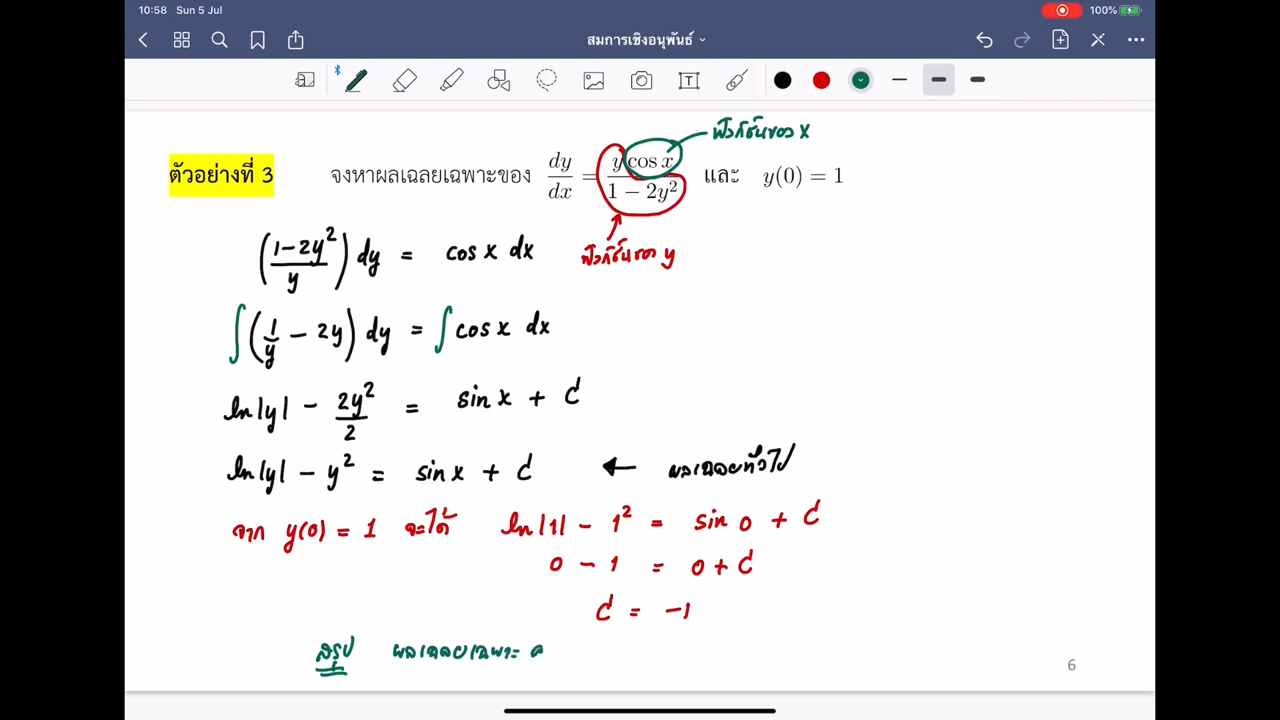 10:58 Sun 5 Jul 100%
สมการเชิงอนุพันธ์
ฟังก์ชันของ x
ตัวอย่างที่ 3 จงหาผลเฉลยเฉพาะของ dy/dx = y cos x / (1 − 2y²) และ y(0) = 1
ฟังก์ชันของ y
((1−2y²)/y) dy = cos x dx
∫(1/y − 2y) dy = ∫cos x dx
ln|y| − 2y²/2 = sin x + C
ln|y| − y² = sin x + C ← ผลเฉลยทั่วไป
จาก y(0) = 1 จะได้ ln|1| − 1² = sin 0 + C
0 − 1 = 0 + C
C = −1
สรุป ผลเฉลยเฉพาะ ค
6